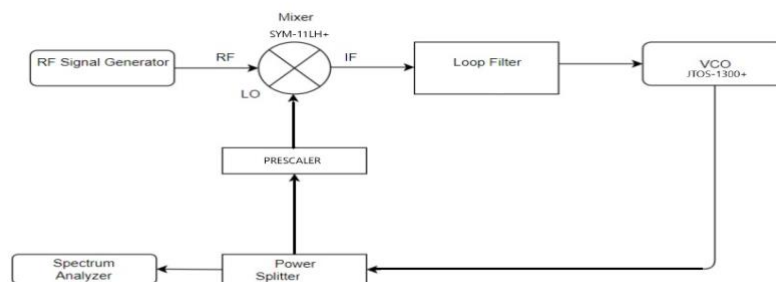 Mixer
SYM-11LH+
RF Signal Generator
RF
IF
LO
Loop Filter
VCO
JTOS-1300+
PRESCALER
Spectrum
Analyzer
Power
Splitter